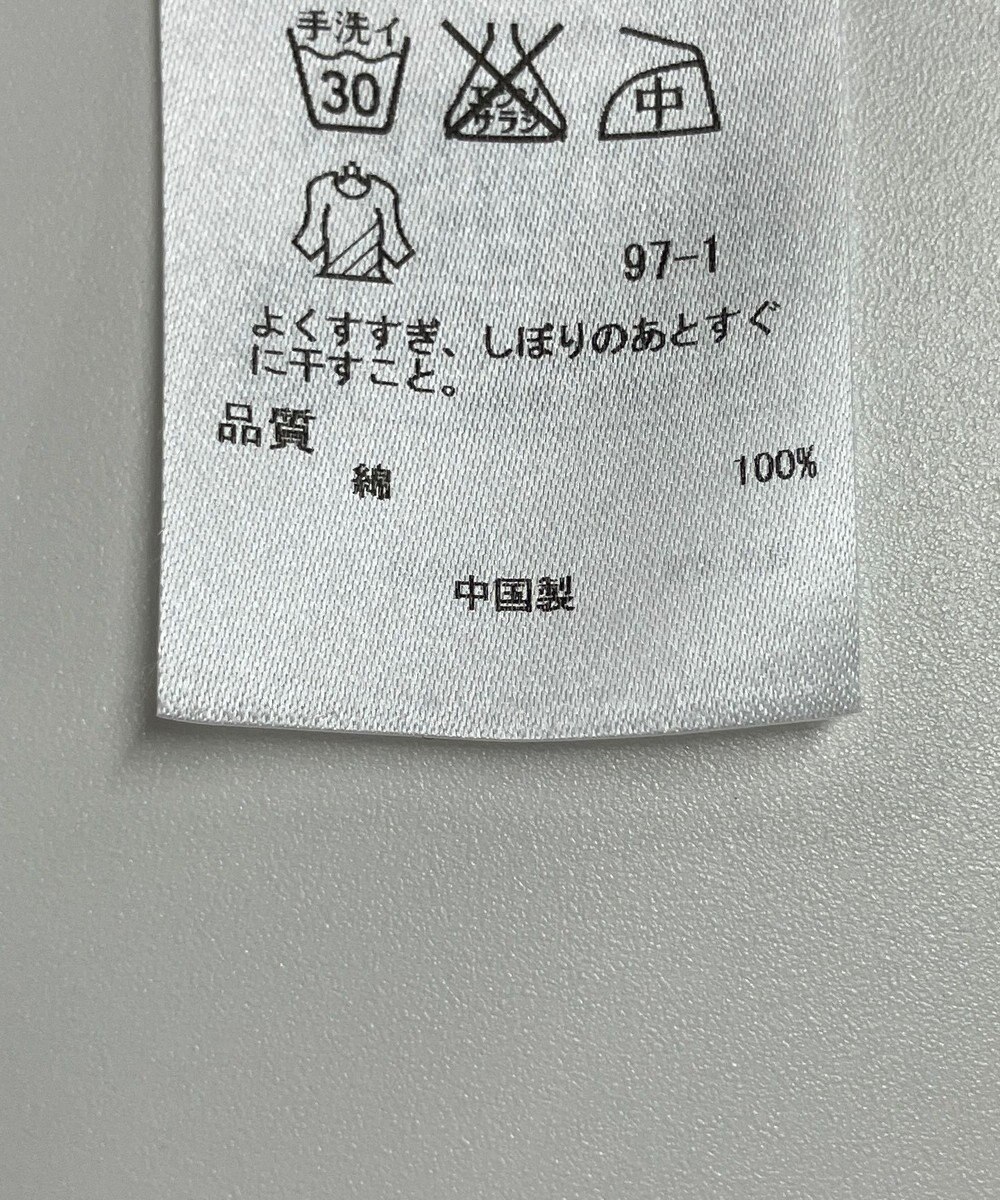 手洗イ
30
エンソ
サラシ
中
97-1
よくすすぎ、しぼりのあとすぐ
に干すこと。
品質
綿 100%
中国製